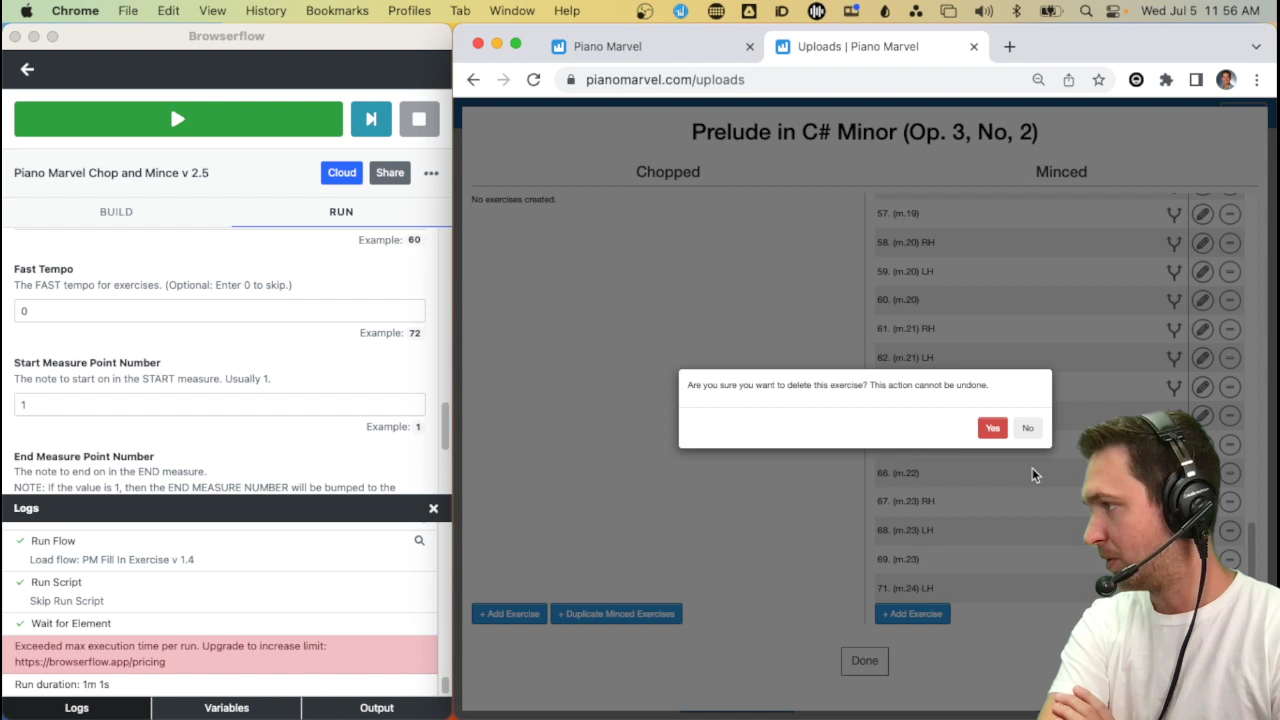 Chrome File Edit View History Bookmarks Profiles Tab Window Help
Wed Jul 5 11:56 AM
Browserflow
Piano Marvel Chop and Mince v 2.5
Cloud
Share
BUILD
RUN
Example: 60
Fast Tempo
The FAST tempo for exercises. (Optional: Enter 0 to skip.)
0
Example: 72
Start Measure Point Number
The note to start on in the START measure. Usually 1.
1
Example: 1
End Measure Point Number
The note to end on in the END measure.
NOTE: If the value is 1, then the END MEASURE NUMBER will be bumped to the
Logs
Run Flow
Load flow: PM Fill In Exercise v 1.4
Run Script
Skip Run Script
Wait for Element
Exceeded max execution time per run. Upgrade to increase limit:
https://browserflow.app/pricing
Run duration: 1m 1s
Logs
Variables
Output
Piano Marvel
Uploads | Piano Marvel
pianomarvel.com/uploads
Prelude in C# Minor (Op. 3, No, 2)
Chopped
Minced
No exercises created.
57. (m.19)
58. (m.20) RH
59. (m.20) LH
60. (m.20)
61. (m.21) RH
62. (m.21) LH
Are you sure you want to delete this exercise? This action cannot be undone.
Yes
No
66. (m.22)
67. (m.23) RH
68. (m.23) LH
69. (m.23)
71. (m.24) LH
+ Add Exercise
+ Duplicate Minced Exercises
+ Add Exercise
Done